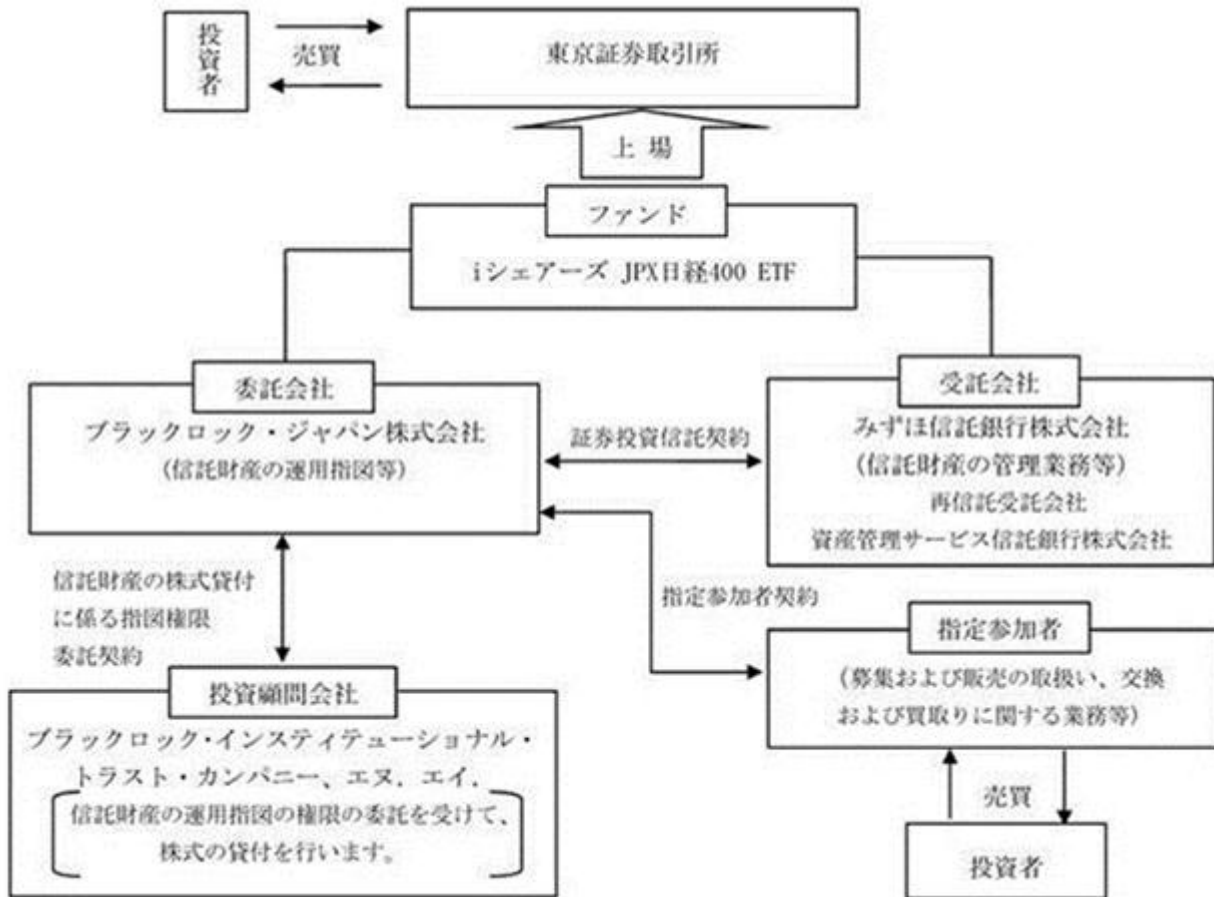 投資者
売買
東京証券取引所
上 場
ファンド
iシェアーズ JPX日経400 ETF
委託会社
ブラックロック・ジャパン株式会社
(信託財産の運用指図等)
証券投資信託契約
受託会社
みずほ信託銀行株式会社
(信託財産の管理業務等)
再信託受託会社
資産管理サービス信託銀行株式会社
信託財産の株式貸付
に係る指図権限
委託契約
指定参加者契約
指定参加者
(募集および販売の取扱い、交換
および買取りに関する業務等)
投資顧問会社
ブラックロック・インスティテューショナル・
トラスト・カンパニー、エヌ．エイ．
信託財産の運用指図の権限の委託を受けて、
株式の貸付を行います。
売買
投資者